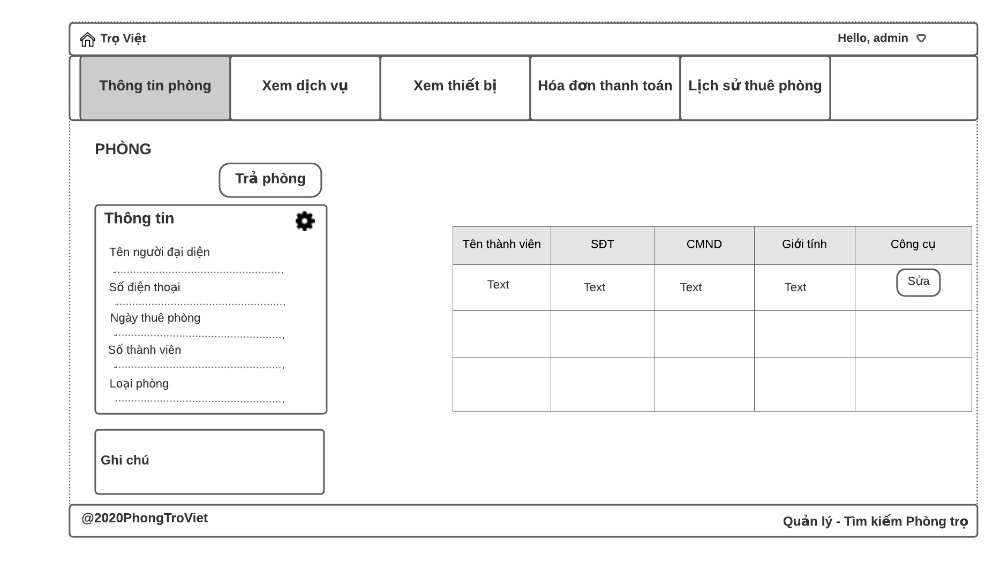 Trọ Việt
Hello, admin
Thông tin phòng
Xem dịch vụ
Xem thiết bị
Hóa đơn thanh toán
Lịch sử thuê phòng
PHÒNG
Trả phòng
Thông tin
Tên người đại diện
Số điện thoại
Ngày thuê phòng
Số thành viên
Loại phòng
Ghi chú
Tên thành viên
SĐT
CMND
Giới tính
Công cụ
Text
Text
Text
Text
Sửa
@2020PhongTroViet
Quản lý - Tìm kiếm Phòng trọ